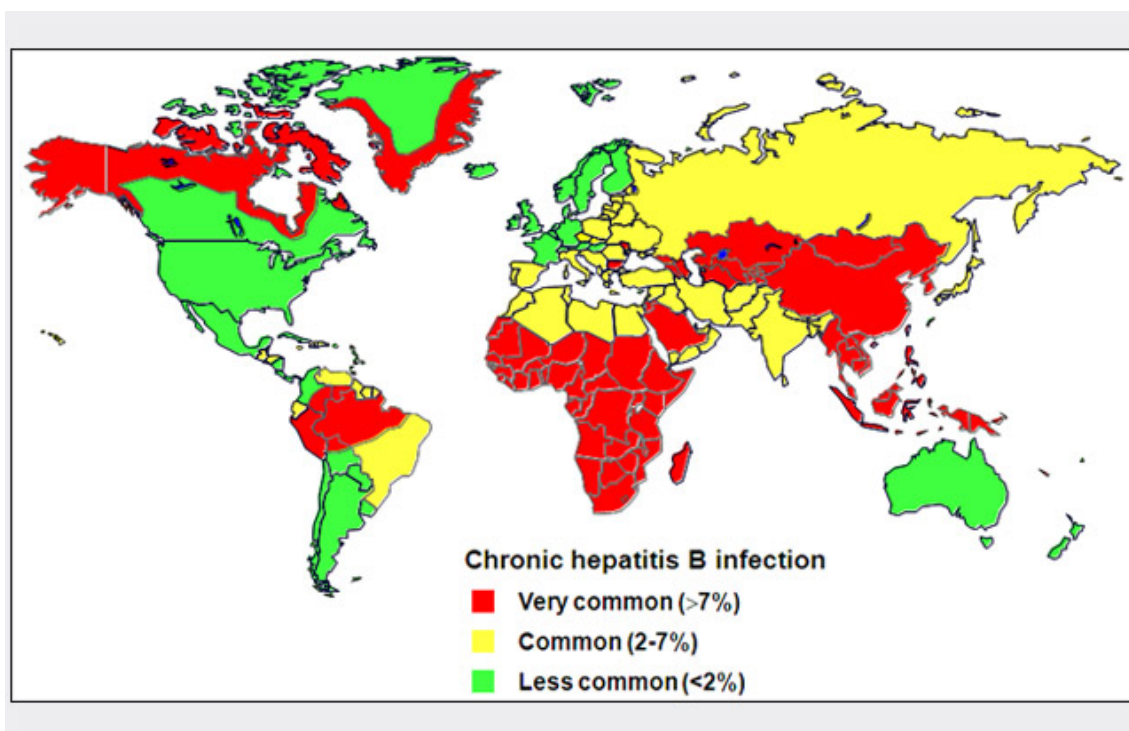 Chronic hepatitis B infection
Very common (>7%)
Common (2-7%)
Less common (<2%)